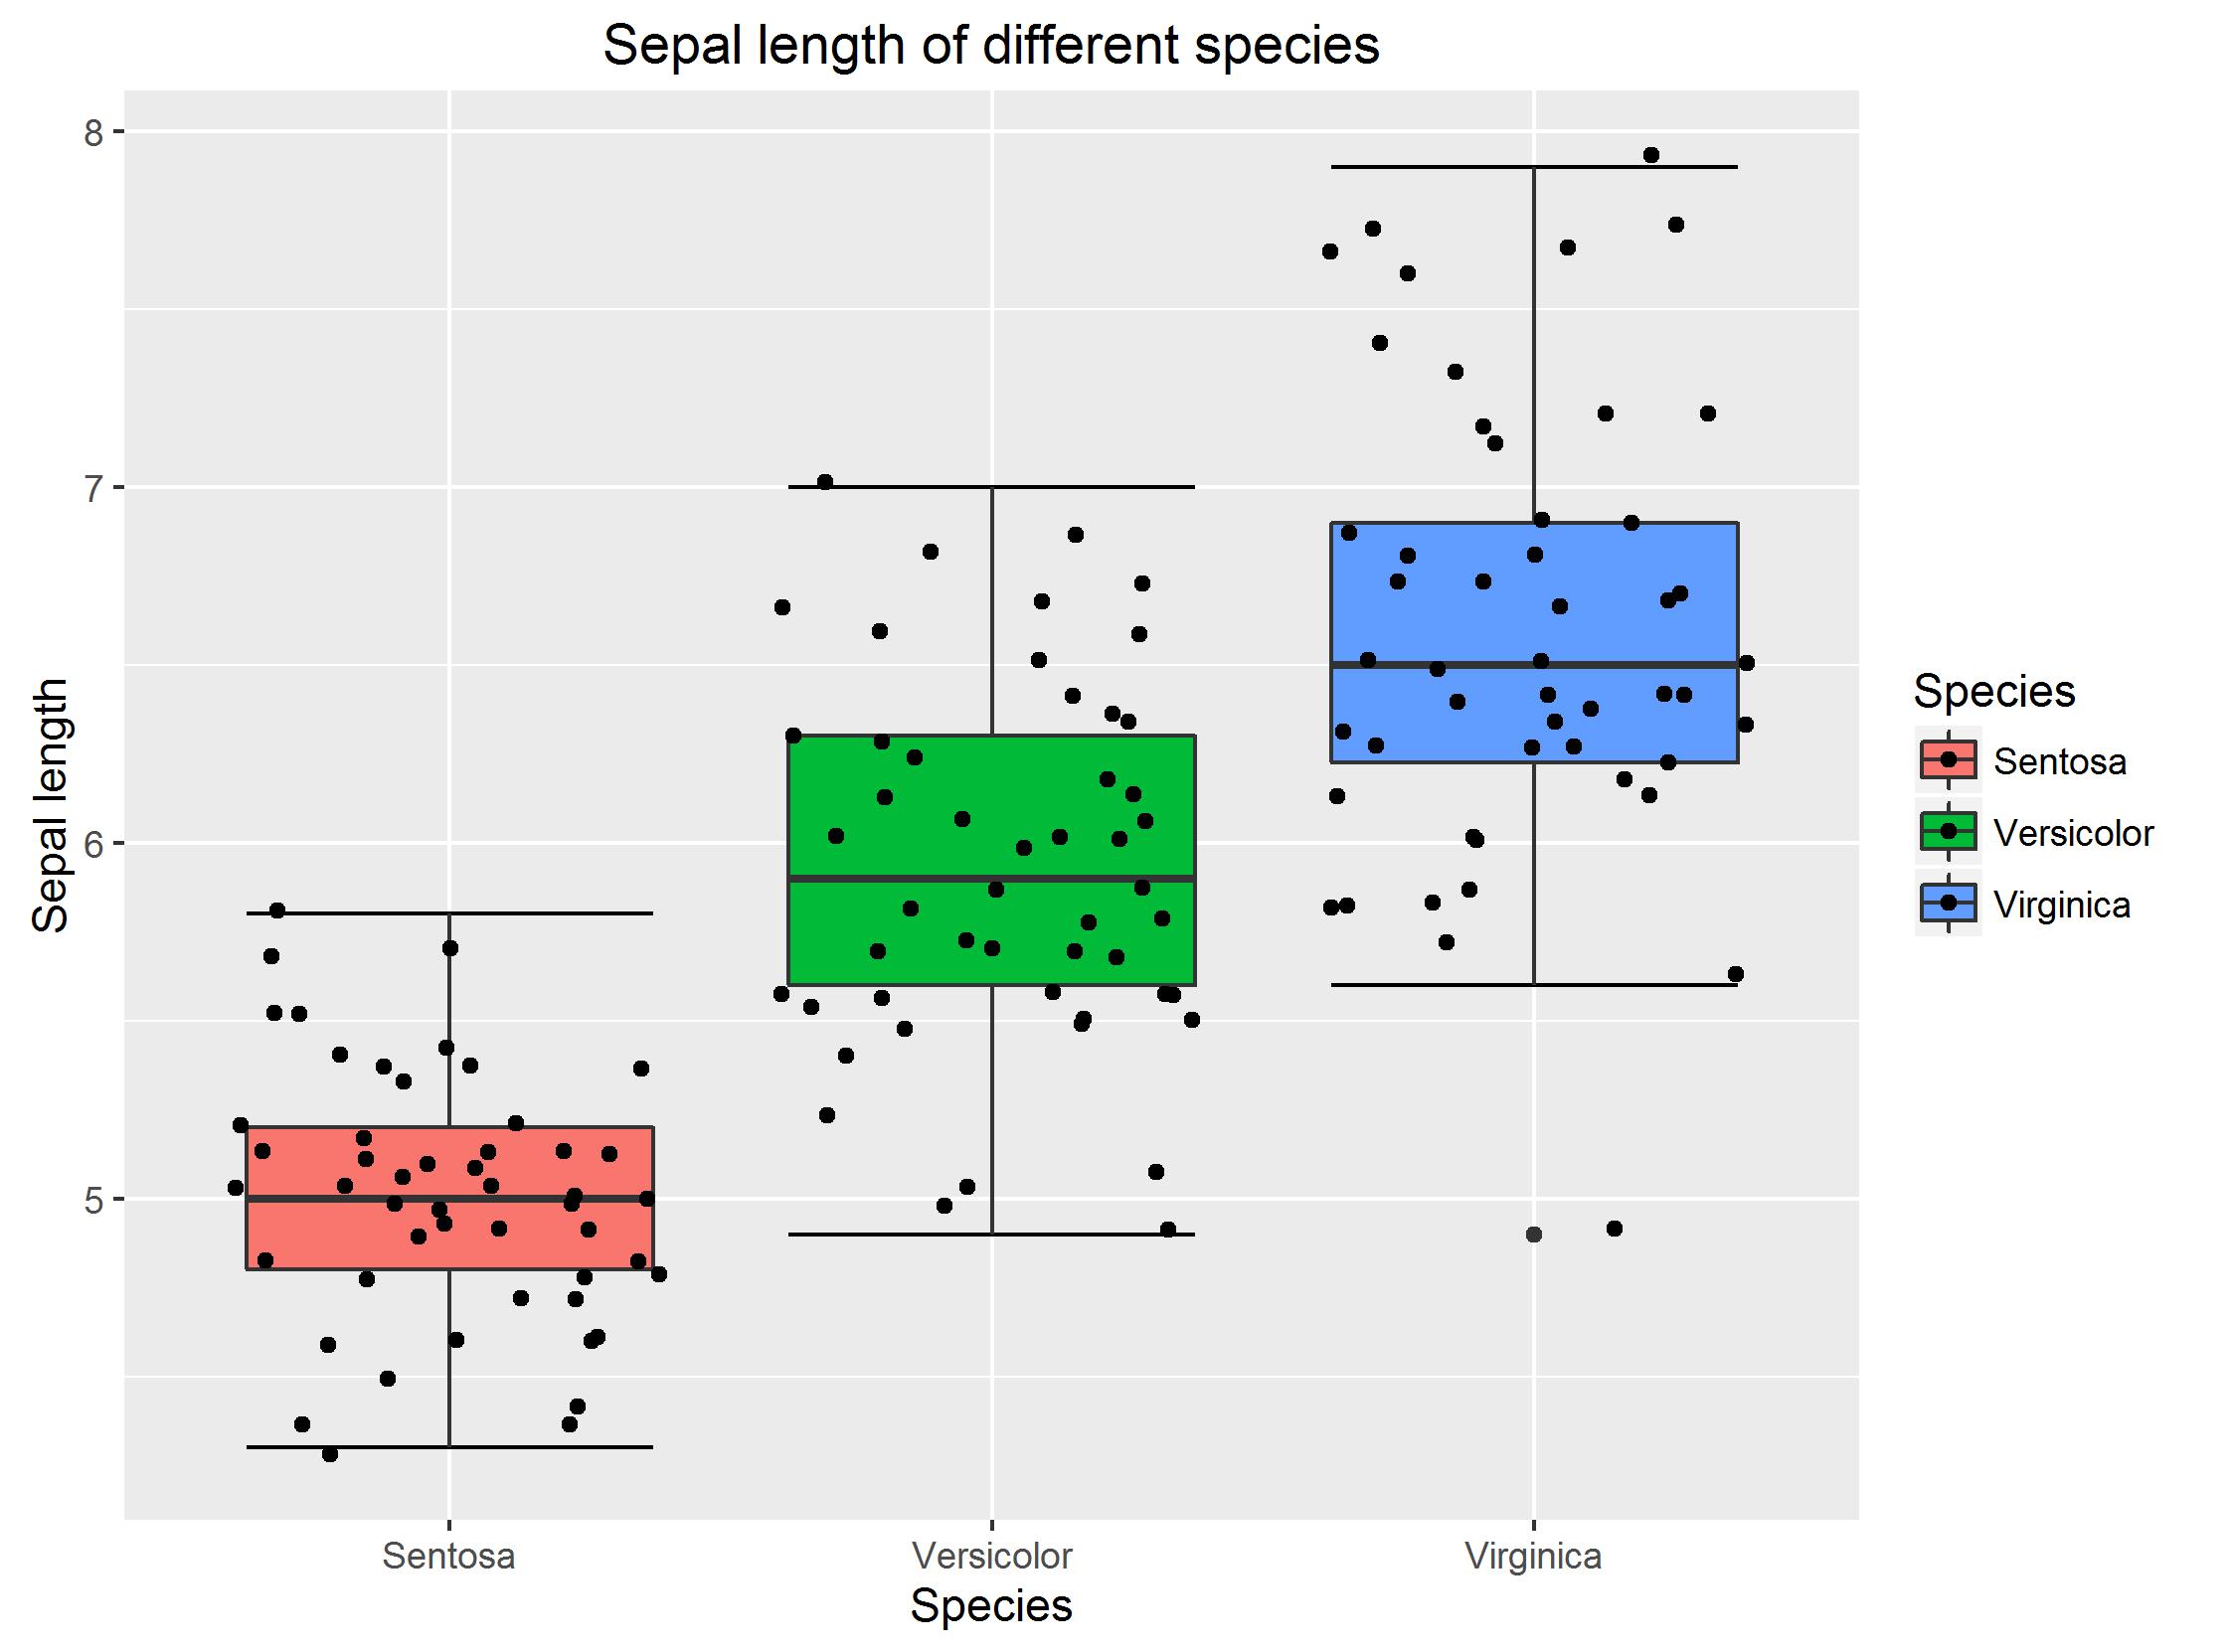 Sepal length of different species
8
7
6
5
Sepal length
Sentosa
Versicolor
Virginica
Species
Species
Sentosa
Versicolor
Virginica